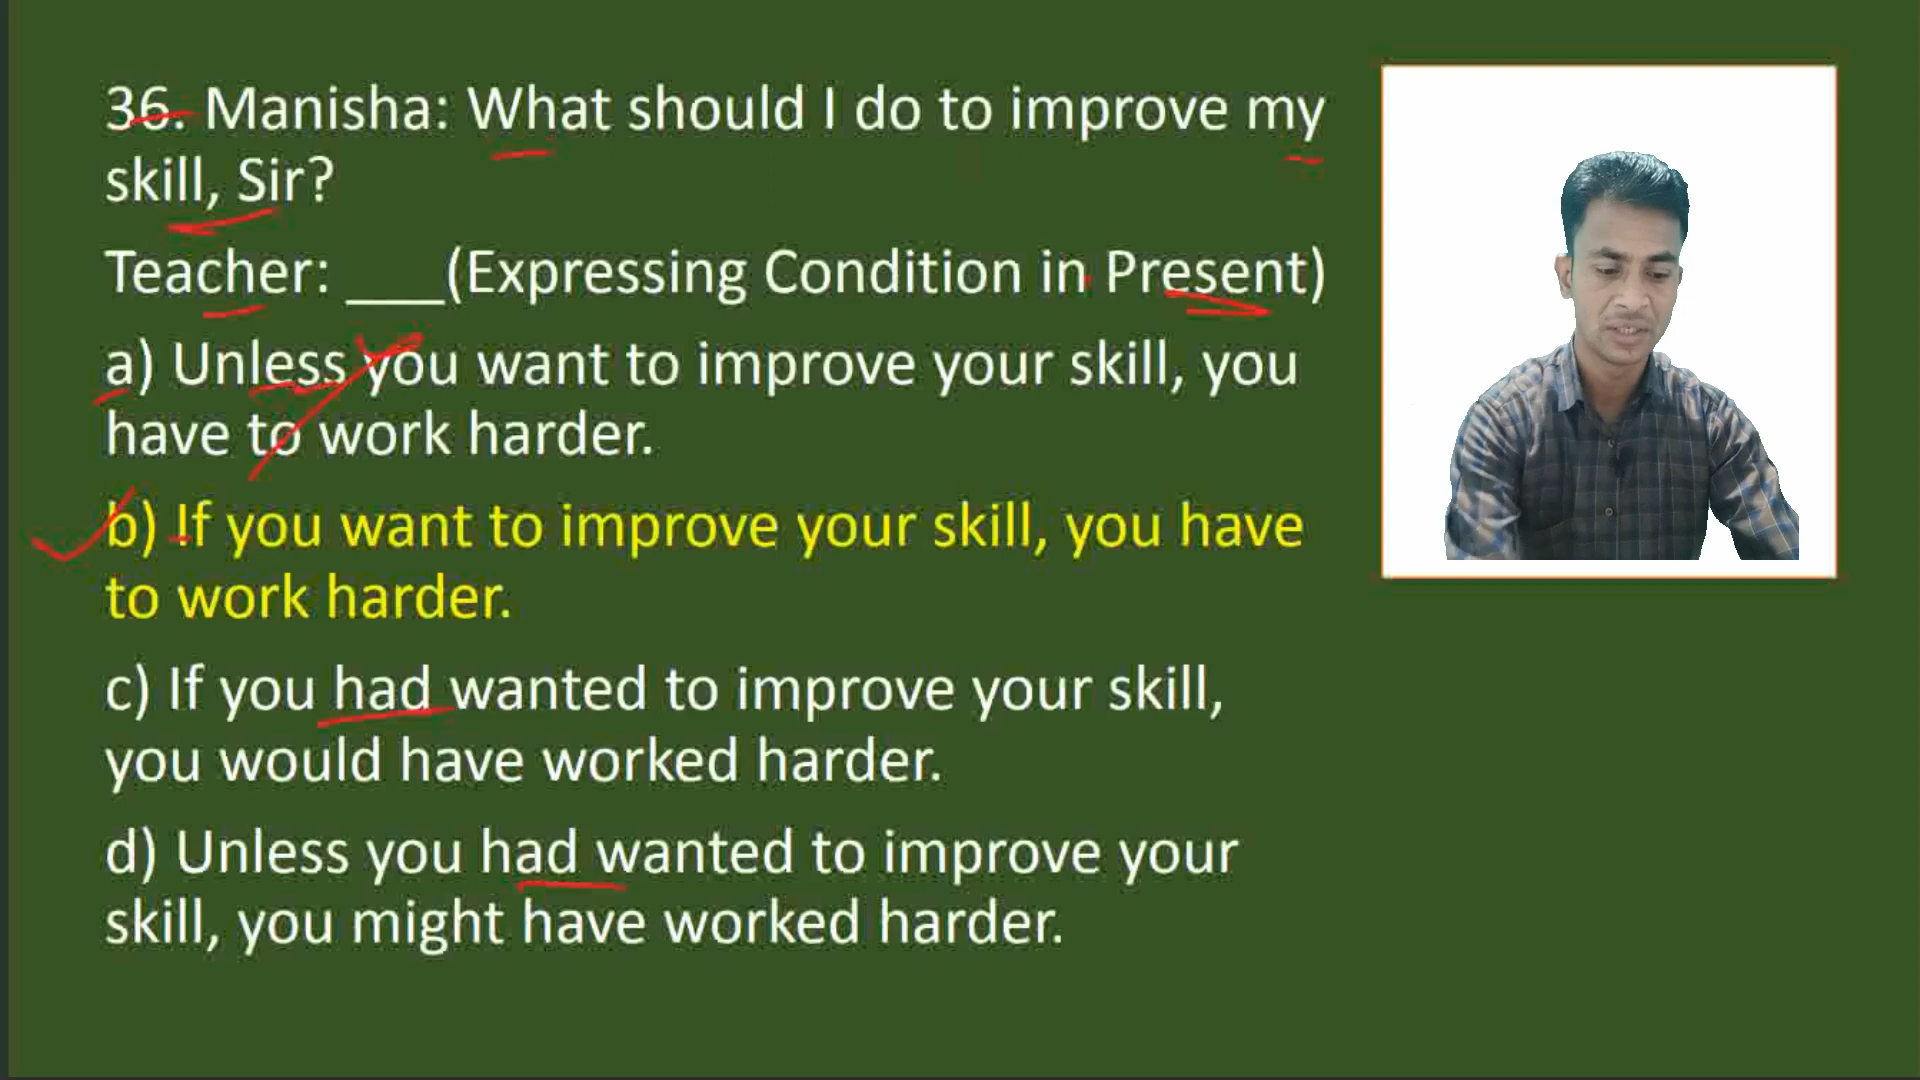 36. Manisha: What should I do to improve my
skill, Sir?
Teacher: ___(Expressing Condition in Present)
a) Unless you want to improve your skill, you
have to work harder.
b) If you want to improve your skill, you have
to work harder.
c) If you had wanted to improve your skill,
you would have worked harder.
d) Unless you had wanted to improve your
skill, you might have worked harder.